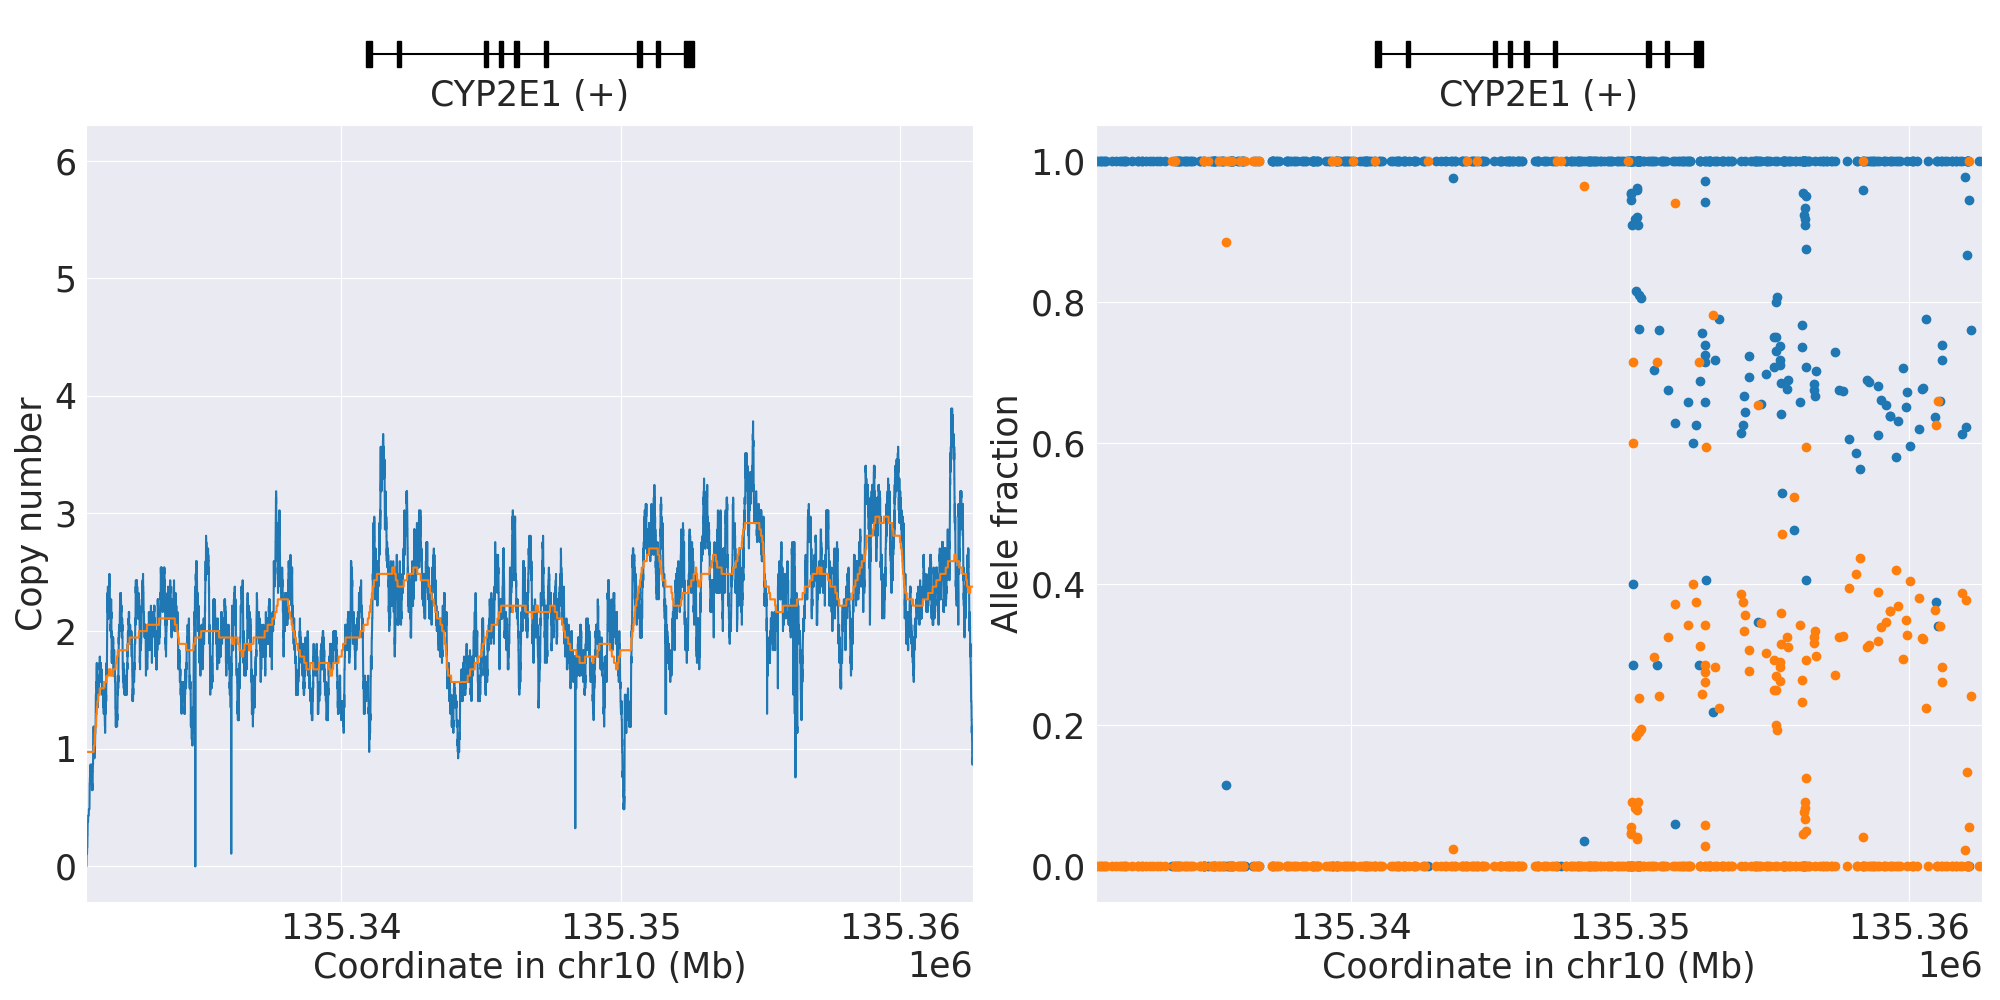 CYP2E1 (+)
CYP2E1 (+)
Copy number
6
5
4
3
2
1
0
135.34
135.35
135.36
Coordinate in chr10 (Mb)
1e6
Allele fraction
1.0
0.8
0.6
0.4
0.2
0.0
135.34
135.35
135.36
Coordinate in chr10 (Mb)
1e6